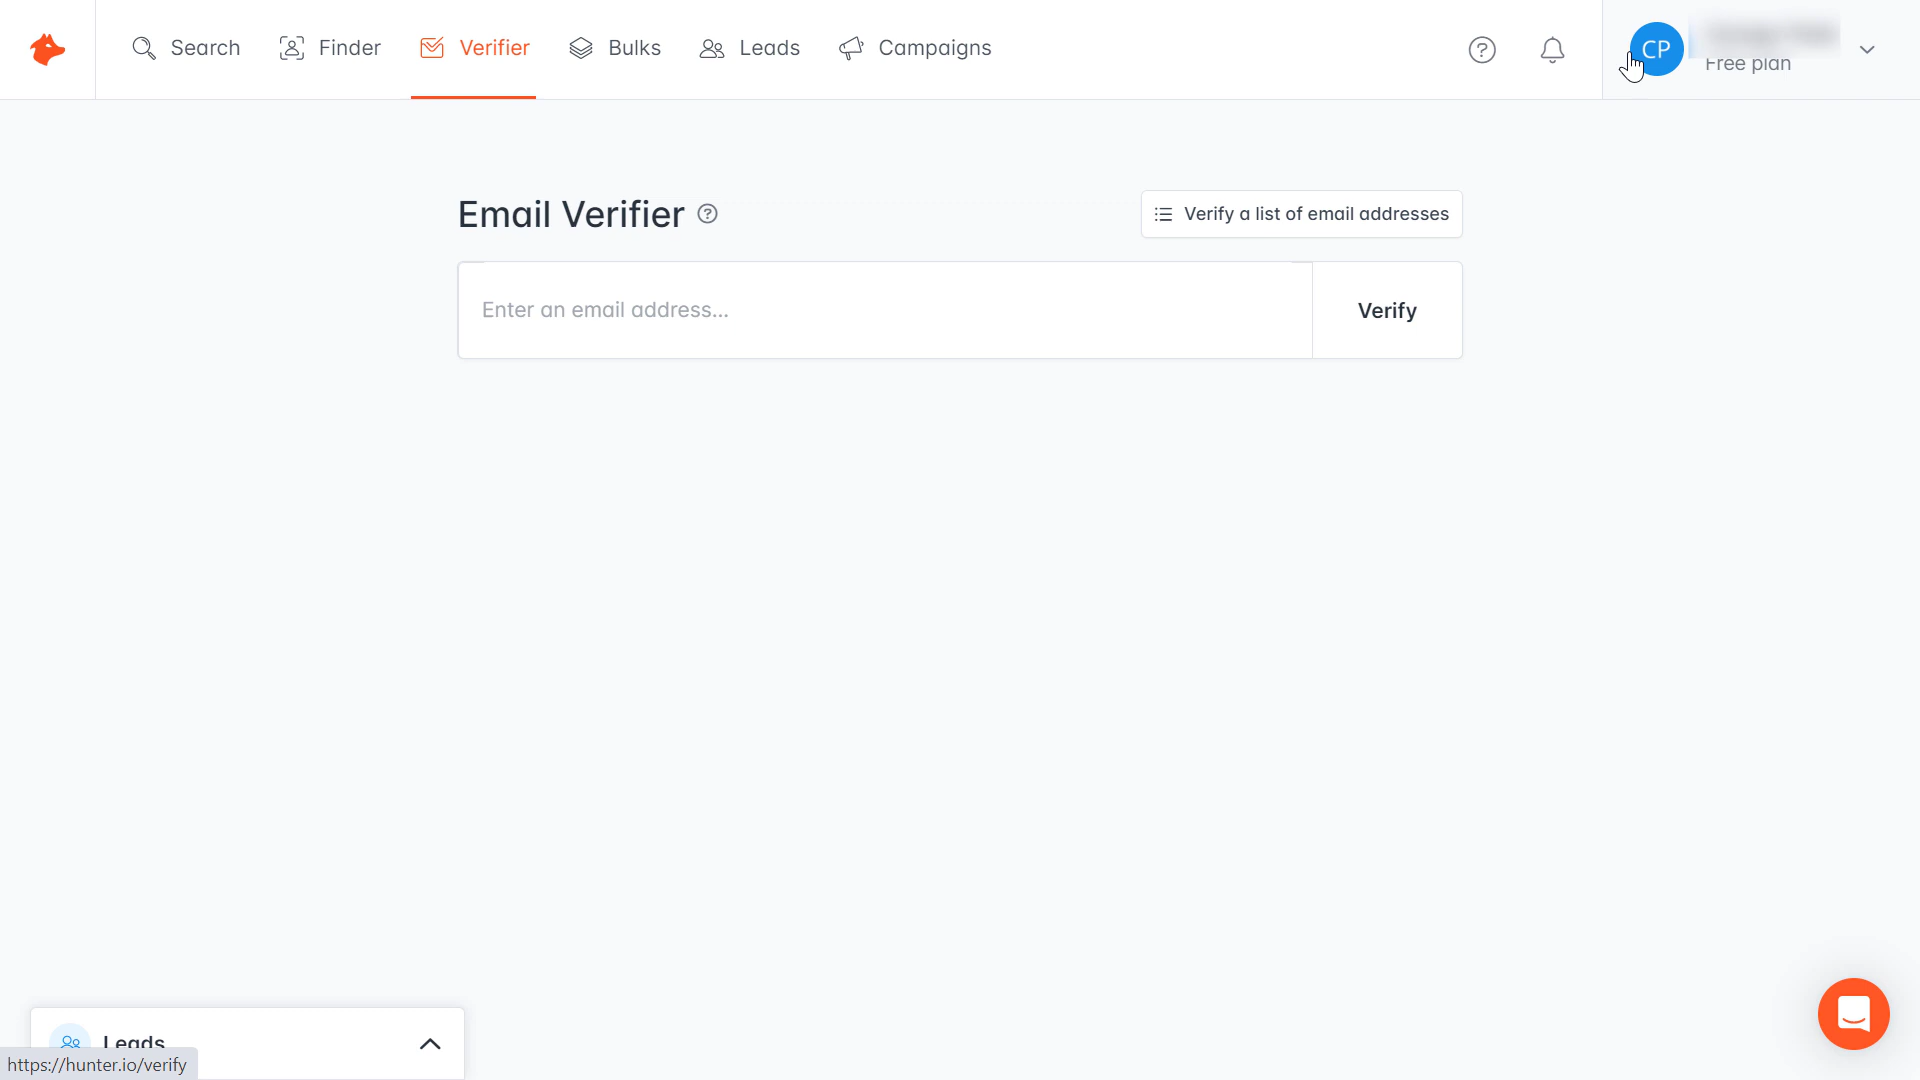 Search
Finder
Verifier
Bulks
Leads
Campaigns
CP
Free plan
Email Verifier
Verify a list of email addresses
Enter an email address...
Verify
Leads
https://hunter.io/verify